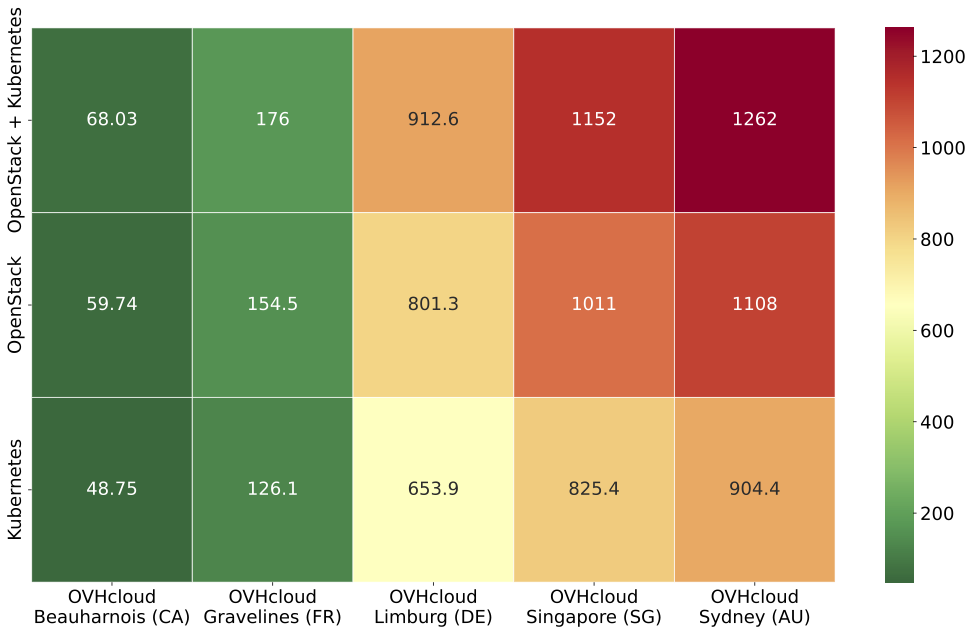 OpenStack + Kubernetes
68.03
176
912.6
1152
1262
OpenStack
59.74
154.5
801.3
1011
1108
Kubernetes
48.75
126.1
653.9
825.4
904.4
OVHcloud
Beauharnois (CA)
OVHcloud
Gravelines (FR)
OVHcloud
Limburg (DE)
OVHcloud
Singapore (SG)
OVHcloud
Sydney (AU)
1200
1000
800
600
400
200